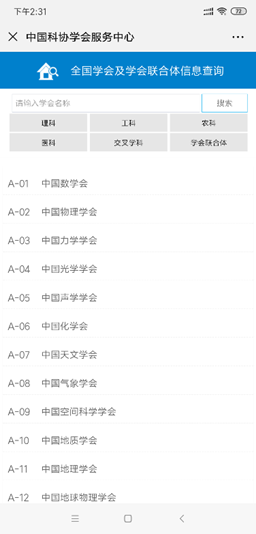 下午2:31
72
中国科协学会服务中心
全国学会及学会联合体信息查询
请输入学会名称 搜索
理科 工科 农科
医科 交叉学科 学会联合体
A-01 中国数学会
A-02 中国物理学会
A-03 中国力学学会
A-04 中国光学学会
A-05 中国声学学会
A-06 中国化学会
A-07 中国天文学会
A-08 中国气象学会
A-09 中国空间科学学会
A-10 中国地质学会
A-11 中国地理学会
A-12 中国地球物理学会